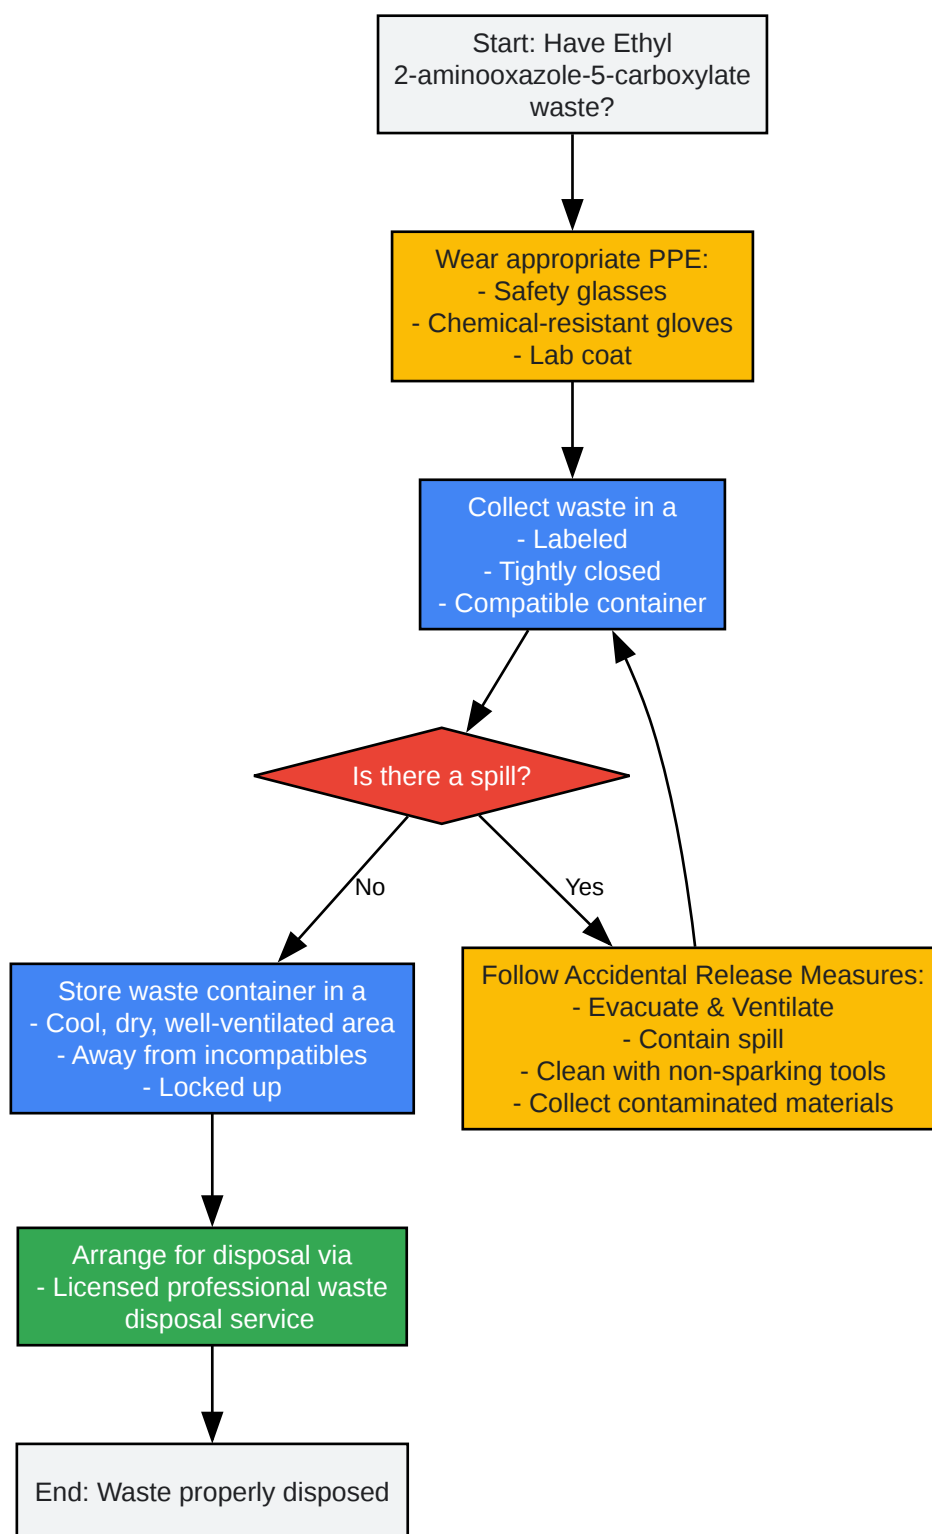 Start: Have Ethyl
2-aminooxazole-5-carboxylate
waste?
Wear appropriate PPE:
- Safety glasses
- Chemical-resistant gloves
- Lab coat
Collect waste in a
- Labeled
- Tightly closed
- Compatible container
Is there a spill?
No
Yes
Store waste container in a
- Cool, dry, well-ventilated area
- Away from incompatibles
- Locked up
Follow Accidental Release Measures:
- Evacuate & Ventilate
- Contain spill
- Clean with non-sparking tools
- Collect contaminated materials
Arrange for disposal via
- Licensed professional waste
disposal service
End: Waste properly disposed